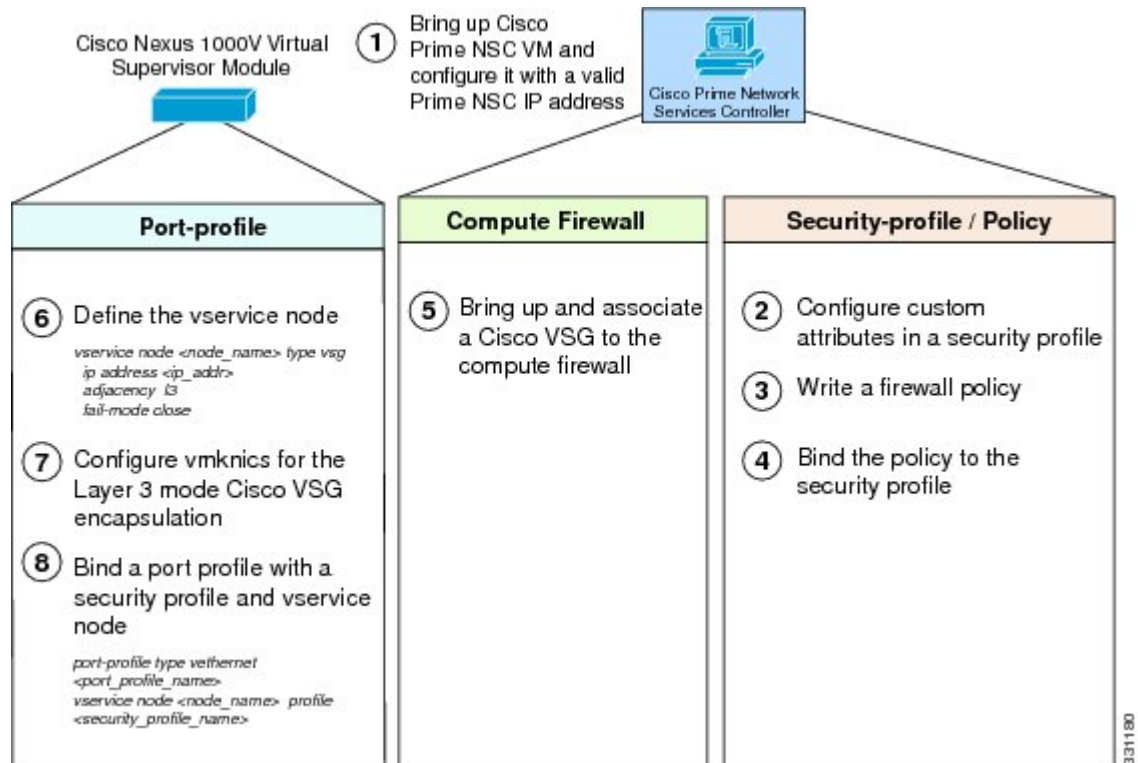 Cisco Nexus 1000V Virtual
Supervisor Module
1
Bring up Cisco
Prime NSC VM and
configure it with a valid
Prime NSC IP address
Cisco Prime Network
Services Controller
Port-profile
6
Define the vservice node
vservice node <node_name> type vsg
ip address <ip_addr>
adjacency l3
fail-mode close
7
Configure vmknics for the
Layer 3 mode Cisco VSG
encapsulation
8
Bind a port profile with a
security profile and vservice
node
port-profile type vethernet
<port_profile_name>
vservice node <node_name> profile
<security_profile_name>
Compute Firewall
5
Bring up and associate
a Cisco VSG to the
compute firewall
Security-profile / Policy
2
Configure custom
attributes in a security profile
3
Write a firewall policy
4
Bind the policy to the
security profile
331180